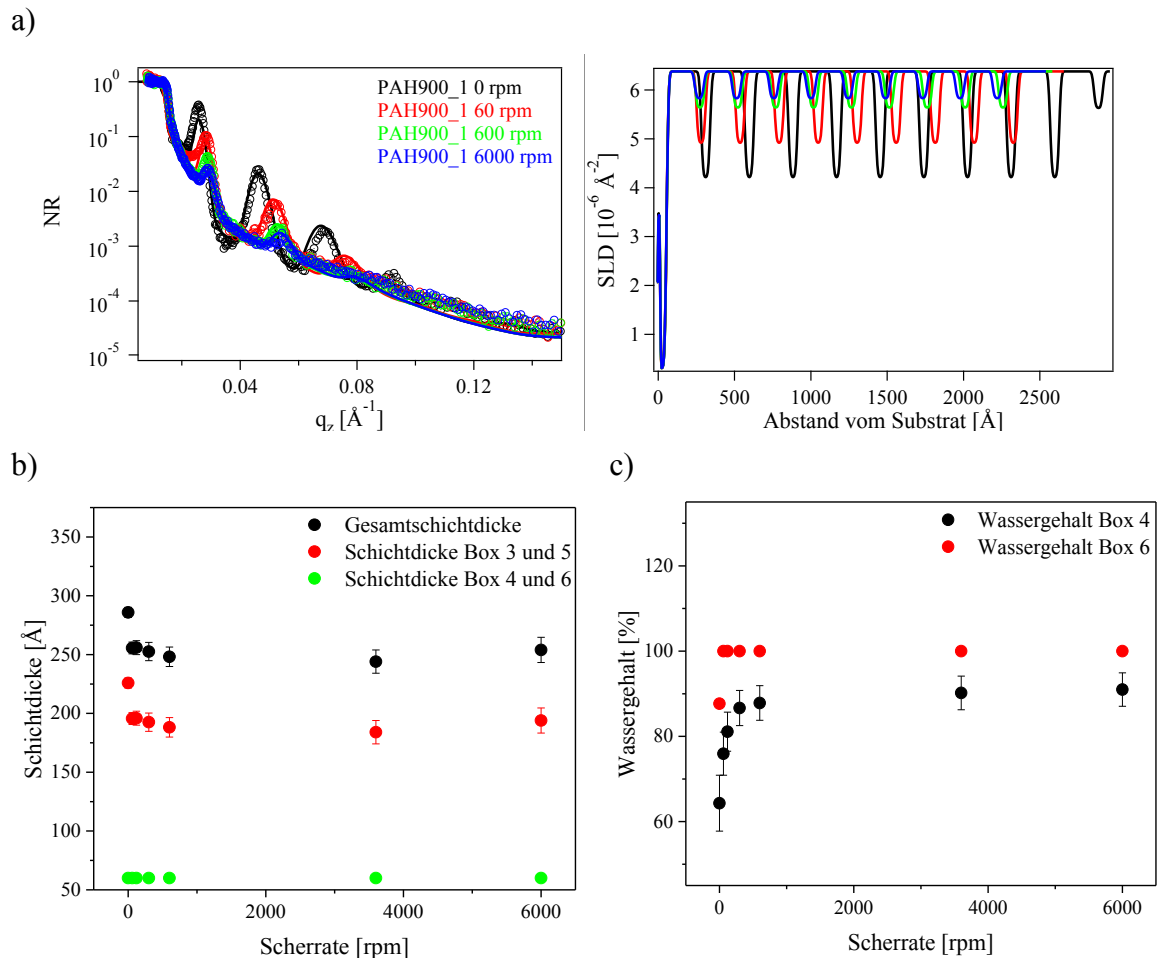 a)
PAH900_1 0 rpm
PAH900_1 60 rpm
PAH900_1 600 rpm
PAH900_1 6000 rpm
NR
10^0
10^-1
10^-2
10^-3
10^-4
10^-5
0.04
0.08
0.12
q_z [Å^-1]
SLD [10^-6 Å^-2]
6
5
4
3
2
1
0
500
1000
1500
2000
2500
Abstand vom Substrat [Å]
b)
Gesamtschichtdicke
Schichtdicke Box 3 und 5
Schichtdicke Box 4 und 6
Schichtdicke [Å]
375
350
300
250
200
150
100
50
0
2000
4000
6000
Scherrate [rpm]
c)
Wassergehalt Box 4
Wassergehalt Box 6
Wassergehalt [%]
120
100
80
60
0
2000
4000
6000
Scherrate [rpm]